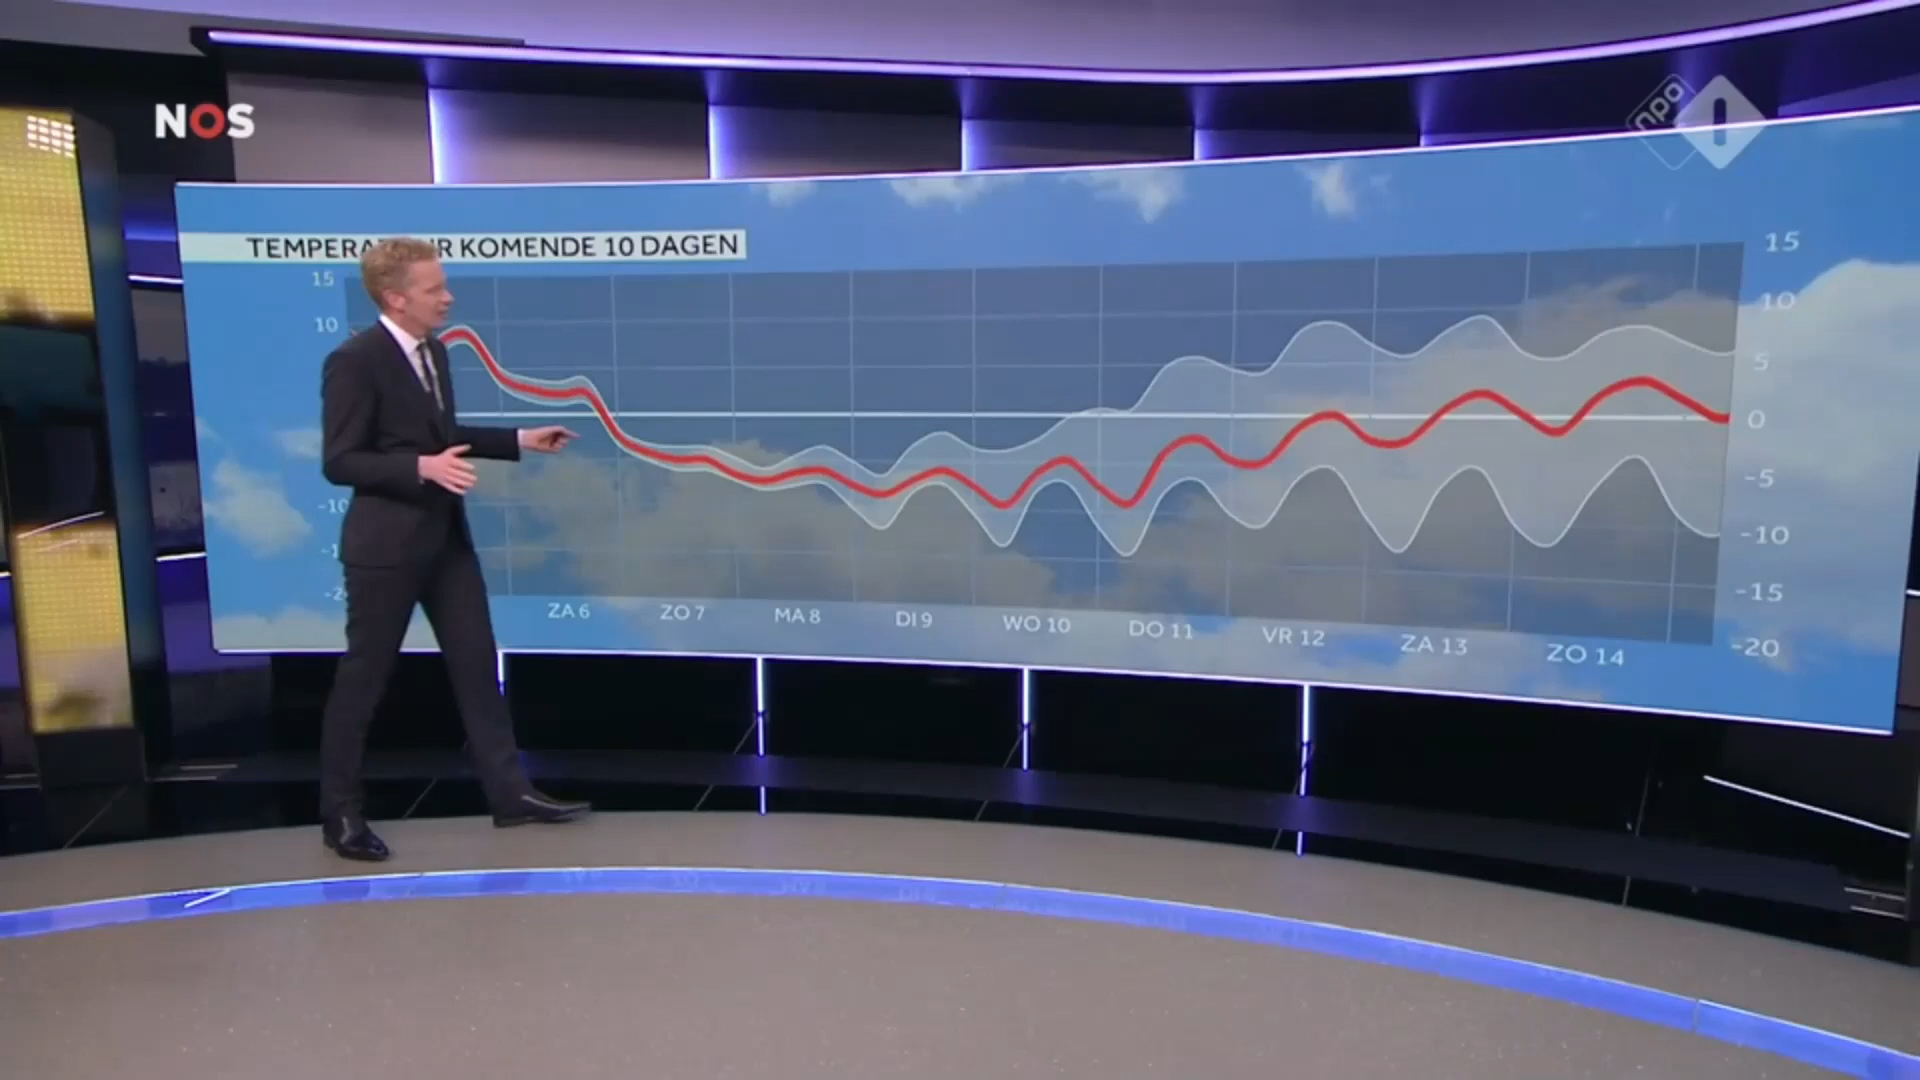 NOS
npo
TEMPERA R KOMENDE 10 DAGEN
15
10
-10
15
10
5
0
-5
-10
-15
-20
ZA 6
ZO 7
MA 8
DI 9
WO 10
DO 11
VR 12
ZA 13
ZO 14